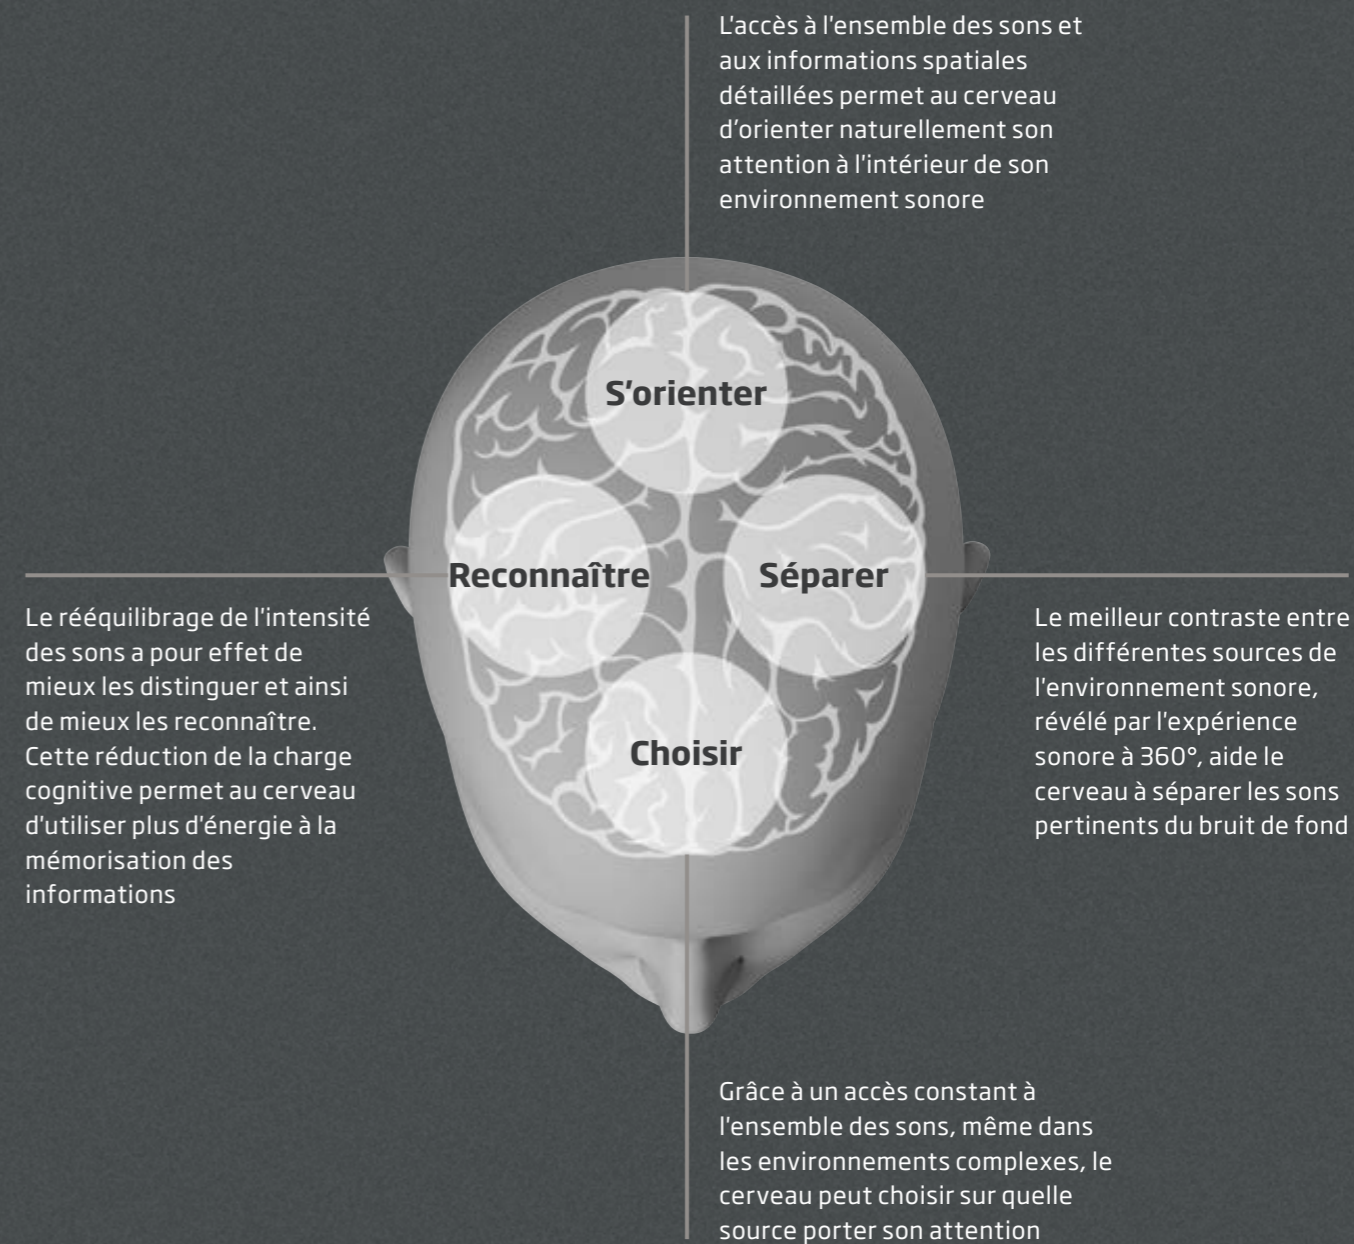 L'accès à l'ensemble des sons et
aux informations spatiales
détaillées permet au cerveau
d'orienter naturellement son
attention à l'intérieur de son
environnement sonore
S'orienter
Reconnaître
Séparer
Le rééquilibrage de l'intensité
des sons a pour effet de
mieux les distinguer et ainsi
de mieux les reconnaître.
Cette réduction de la charge
cognitive permet au cerveau
d'utiliser plus d'énergie à la
mémorisation des
informations
Le meilleur contraste entre
les différentes sources de
l'environnement sonore,
révélé par l'expérience
sonore à 360°, aide le
cerveau à séparer les sons
pertinents du bruit de fond
Choisir
Grâce à un accès constant à
l'ensemble des sons, même dans
les environnements complexes, le
cerveau peut choisir sur quelle
source porter son attention